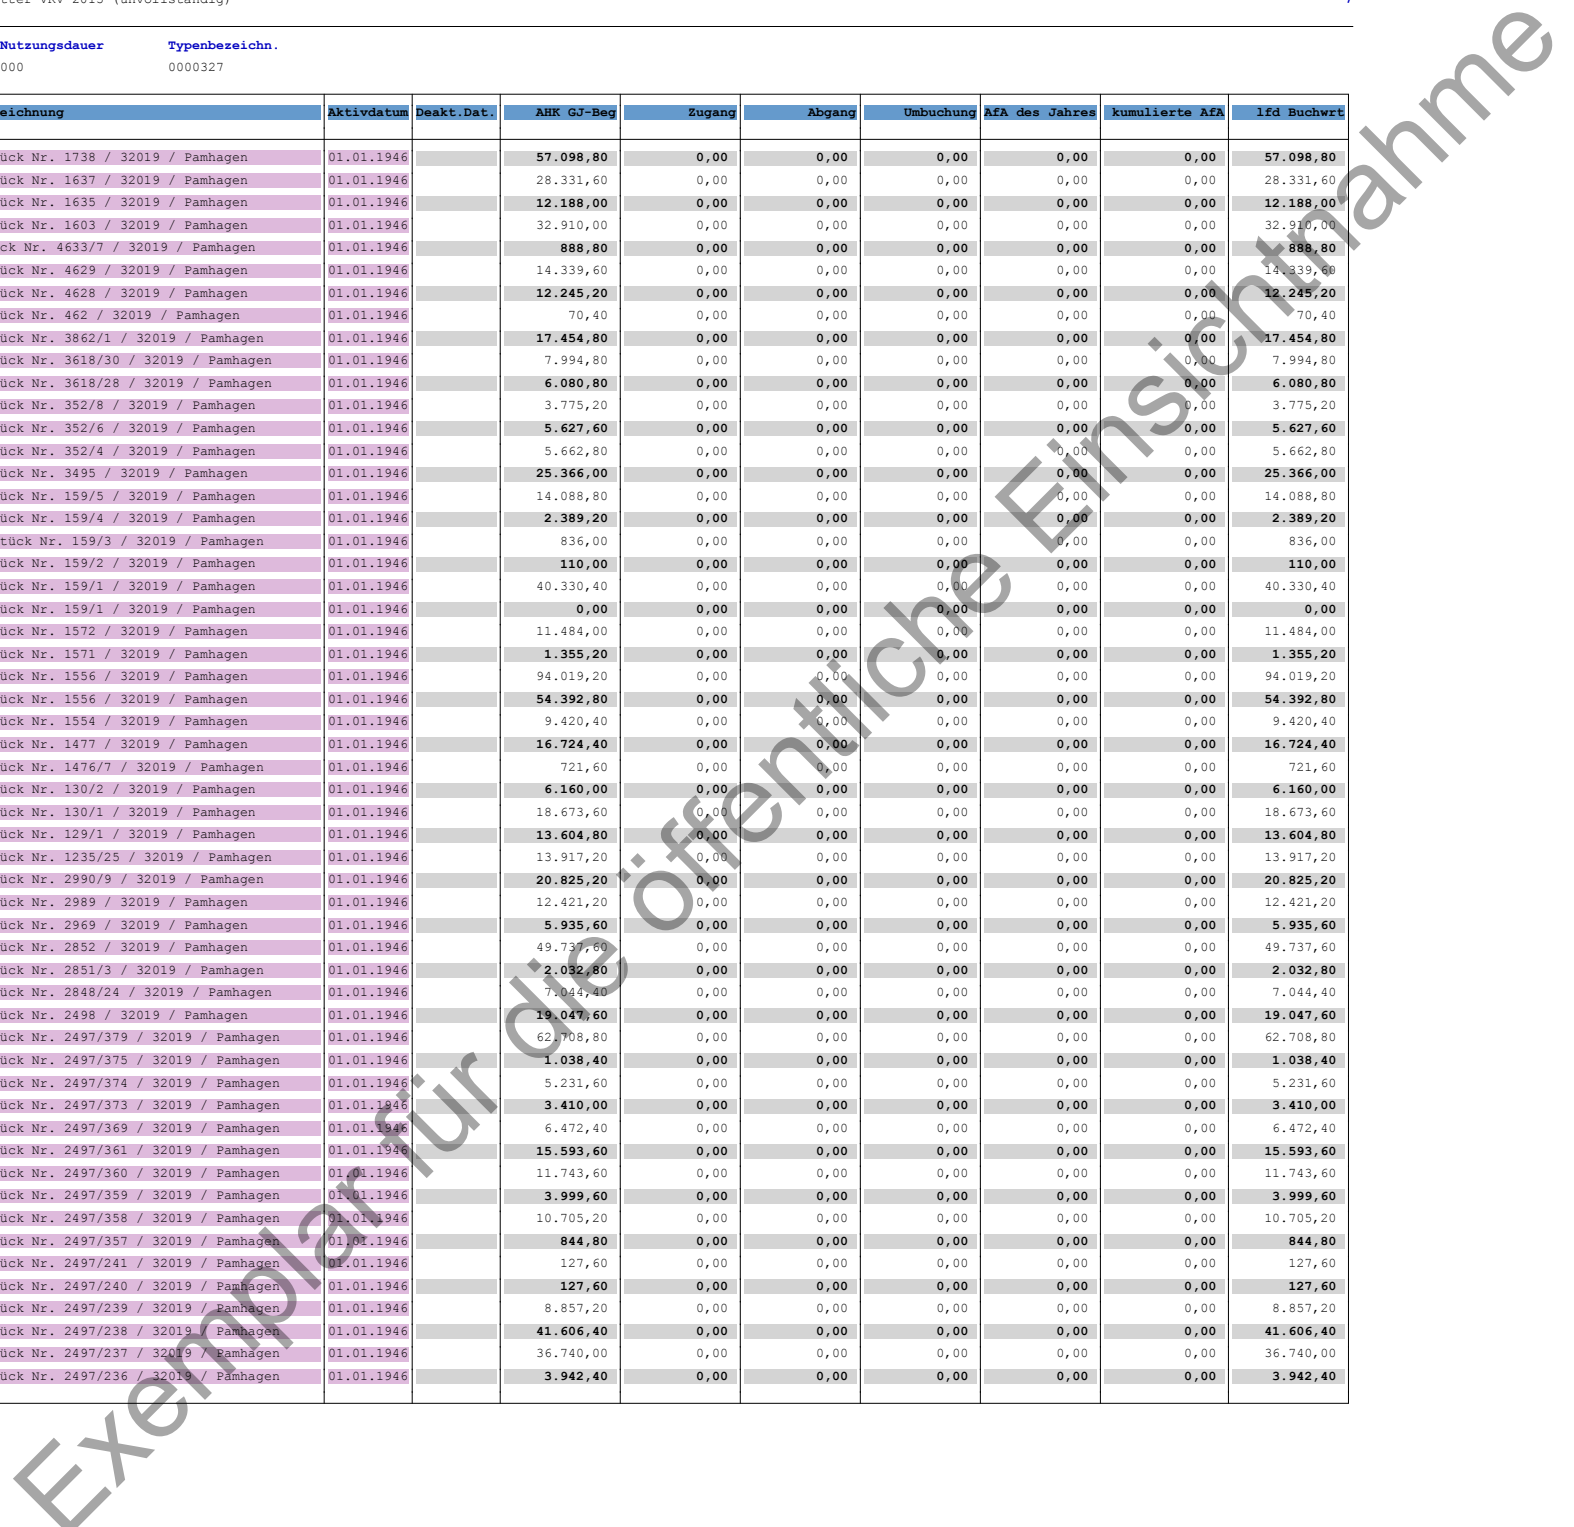 (unvollständig)
Nutzungsdauer Typenbezeichn.
000 0000327
eichnung Aktivdatum Deakt.Dat. AHK GJ-Beg Zugang Abgang Umbuchung AfA des Jahres kumulierte AfA lfd Buchwrt
ück Nr. 1738 / 32019 / Pamhagen 01.01.1946 57.098,80 0,00 0,00 0,00 0,00 0,00 57.098,80
ück Nr. 1637 / 32019 / Pamhagen 01.01.1946 28.331,60 0,00 0,00 0,00 0,00 0,00 28.331,60
ück Nr. 1635 / 32019 / Pamhagen 01.01.1946 12.188,00 0,00 0,00 0,00 0,00 0,00 12.188,00
ück Nr. 1603 / 32019 / Pamhagen 01.01.1946 32.910,00 0,00 0,00 0,00 0,00 0,00 32.910,00
ck Nr. 4633/7 / 32019 / Pamhagen 01.01.1946 888,80 0,00 0,00 0,00 0,00 0,00 888,80
ück Nr. 4629 / 32019 / Pamhagen 01.01.1946 14.339,60 0,00 0,00 0,00 0,00 0,00 14.339,60
ück Nr. 4628 / 32019 / Pamhagen 01.01.1946 12.245,20 0,00 0,00 0,00 0,00 0,00 12.245,20
ück Nr. 462 / 32019 / Pamhagen 01.01.1946 70,40 0,00 0,00 0,00 0,00 0,00 70,40
ück Nr. 3862/1 / 32019 / Pamhagen 01.01.1946 17.454,80 0,00 0,00 0,00 0,00 0,00 17.454,80
ück Nr. 3618/30 / 32019 / Pamhagen 01.01.1946 7.994,80 0,00 0,00 0,00 0,00 0,00 7.994,80
ück Nr. 3618/28 / 32019 / Pamhagen 01.01.1946 6.080,80 0,00 0,00 0,00 0,00 0,00 6.080,80
ück Nr. 352/8 / 32019 / Pamhagen 01.01.1946 3.775,20 0,00 0,00 0,00 0,00 0,00 3.775,20
ück Nr. 352/6 / 32019 / Pamhagen 01.01.1946 5.627,60 0,00 0,00 0,00 0,00 0,00 5.627,60
ück Nr. 352/4 / 32019 / Pamhagen 01.01.1946 5.662,80 0,00 0,00 0,00 0,00 0,00 5.662,80
ück Nr. 3495 / 32019 / Pamhagen 01.01.1946 25.366,00 0,00 0,00 0,00 0,00 0,00 25.366,00
ück Nr. 159/5 / 32019 / Pamhagen 01.01.1946 14.088,80 0,00 0,00 0,00 0,00 0,00 14.088,80
ück Nr. 159/4 / 32019 / Pamhagen 01.01.1946 2.389,20 0,00 0,00 0,00 0,00 0,00 2.389,20
tück Nr. 159/3 / 32019 / Pamhagen 01.01.1946 836,00 0,00 0,00 0,00 0,00 0,00 836,00
ück Nr. 159/2 / 32019 / Pamhagen 01.01.1946 110,00 0,00 0,00 0,00 0,00 0,00 110,00
ück Nr. 159/1 / 32019 / Pamhagen 01.01.1946 40.330,40 0,00 0,00 0,00 0,00 0,00 40.330,40
ück Nr. 159/1 / 32019 / Pamhagen 01.01.1946 0,00 0,00 0,00 0,00 0,00 0,00 0,00
ück Nr. 1572 / 32019 / Pamhagen 01.01.1946 11.484,00 0,00 0,00 0,00 0,00 0,00 11.484,00
ück Nr. 1571 / 32019 / Pamhagen 01.01.1946 1.355,20 0,00 0,00 0,00 0,00 0,00 1.355,20
ück Nr. 1556 / 32019 / Pamhagen 01.01.1946 94.019,20 0,00 0,00 0,00 0,00 0,00 94.019,20
ück Nr. 1556 / 32019 / Pamhagen 01.01.1946 54.392,80 0,00 0,00 0,00 0,00 0,00 54.392,80
ück Nr. 1554 / 32019 / Pamhagen 01.01.1946 9.420,40 0,00 0,00 0,00 0,00 0,00 9.420,40
ück Nr. 1477 / 32019 / Pamhagen 01.01.1946 16.724,40 0,00 0,00 0,00 0,00 0,00 16.724,40
ück Nr. 1476/7 / 32019 / Pamhagen 01.01.1946 721,60 0,00 0,00 0,00 0,00 0,00 721,60
ück Nr. 130/2 / 32019 / Pamhagen 01.01.1946 6.160,00 0,00 0,00 0,00 0,00 0,00 6.160,00
ück Nr. 130/1 / 32019 / Pamhagen 01.01.1946 18.673,60 0,00 0,00 0,00 0,00 0,00 18.673,60
ück Nr. 129/1 / 32019 / Pamhagen 01.01.1946 13.604,80 0,00 0,00 0,00 0,00 0,00 13.604,80
ück Nr. 1235/25 / 32019 / Pamhagen 01.01.1946 13.917,20 0,00 0,00 0,00 0,00 0,00 13.917,20
ück Nr. 2990/9 / 32019 / Pamhagen 01.01.1946 20.825,20 0,00 0,00 0,00 0,00 0,00 20.825,20
ück Nr. 2989 / 32019 / Pamhagen 01.01.1946 12.421,20 0,00 0,00 0,00 0,00 0,00 12.421,20
ück Nr. 2969 / 32019 / Pamhagen 01.01.1946 5.935,60 0,00 0,00 0,00 0,00 0,00 5.935,60
ück Nr. 2852 / 32019 / Pamhagen 01.01.1946 49.737,60 0,00 0,00 0,00 0,00 0,00 49.737,60
ück Nr. 2851/3 / 32019 / Pamhagen 01.01.1946 2.032,80 0,00 0,00 0,00 0,00 0,00 2.032,80
ück Nr. 2848/24 / 32019 / Pamhagen 01.01.1946 7.044,40 0,00 0,00 0,00 0,00 0,00 7.044,40
ück Nr. 2498 / 32019 / Pamhagen 01.01.1946 19.047,60 0,00 0,00 0,00 0,00 0,00 19.047,60
ück Nr. 2497/379 / 32019 / Pamhagen 01.01.1946 62.708,80 0,00 0,00 0,00 0,00 0,00 62.708,80
ück Nr. 2497/375 / 32019 / Pamhagen 01.01.1946 1.038,40 0,00 0,00 0,00 0,00 0,00 1.038,40
ück Nr. 2497/374 / 32019 / Pamhagen 01.01.1946 5.231,60 0,00 0,00 0,00 0,00 0,00 5.231,60
ück Nr. 2497/373 / 32019 / Pamhagen 01.01.1946 3.410,00 0,00 0,00 0,00 0,00 0,00 3.410,00
ück Nr. 2497/369 / 32019 / Pamhagen 01.01.1946 6.472,40 0,00 0,00 0,00 0,00 0,00 6.472,40
ück Nr. 2497/361 / 32019 / Pamhagen 01.01.1946 15.593,60 0,00 0,00 0,00 0,00 0,00 15.593,60
ück Nr. 2497/360 / 32019 / Pamhagen 01.01.1946 11.743,60 0,00 0,00 0,00 0,00 0,00 11.743,60
ück Nr. 2497/359 / 32019 / Pamhagen 01.01.1946 3.999,60 0,00 0,00 0,00 0,00 0,00 3.999,60
ück Nr. 2497/358 / 32019 / Pamhagen 01.01.1946 10.705,20 0,00 0,00 0,00 0,00 0,00 10.705,20
ück Nr. 2497/357 / 32019 / Pamhagen 01.01.1946 844,80 0,00 0,00 0,00 0,00 0,00 844,80
ück Nr. 2497/241 / 32019 / Pamhagen 01.01.1946 127,60 0,00 0,00 0,00 0,00 0,00 127,60
ück Nr. 2497/240 / 32019 / Pamhagen 01.01.1946 127,60 0,00 0,00 0,00 0,00 0,00 127,60
ück Nr. 2497/239 / 32019 / Pamhagen 01.01.1946 8.857,20 0,00 0,00 0,00 0,00 0,00 8.857,20
ück Nr. 2497/238 / 32019 / Pamhagen 01.01.1946 41.606,40 0,00 0,00 0,00 0,00 0,00 41.606,40
ück Nr. 2497/237 / 32019 / Pamhagen 01.01.1946 36.740,00 0,00 0,00 0,00 0,00 0,00 36.740,00
ück Nr. 2497/236 / 32019 / Pamhagen 01.01.1946 3.942,40 0,00 0,00 0,00 0,00 0,00 3.942,40
Exemplar für die öffentliche Einsichtnahme